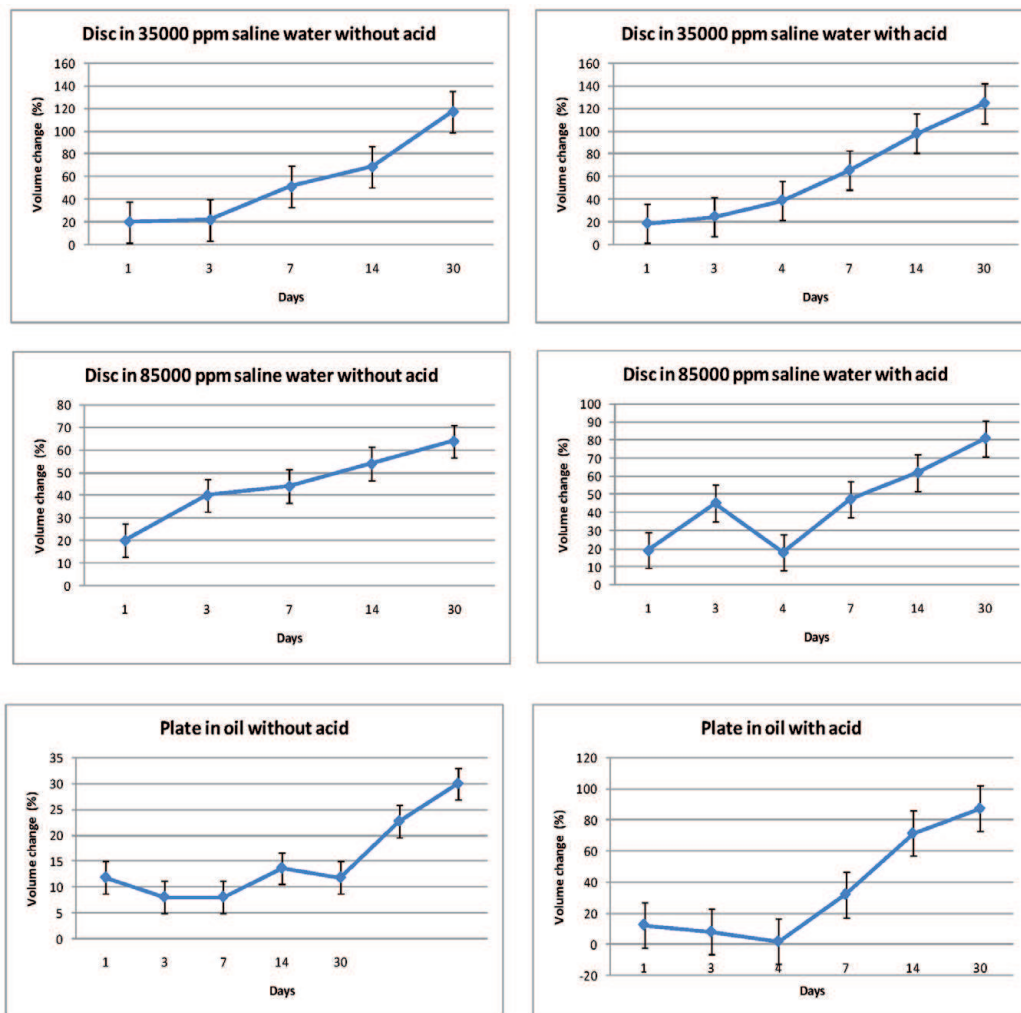 Disc in 35000 ppm saline water without acid
160
140
120
100
80
60
40
20
0
Volume change (%)
1 3 7 14 30
Days
Disc in 35000 ppm saline water with acid
160
140
120
100
80
60
40
20
0
Volume change (%)
1 3 4 7 14 30
Days
Disc in 85000 ppm saline water without acid
80
70
60
50
40
30
20
10
0
Volume change (%)
1 3 7 14 30
Days
Disc in 85000 ppm saline water with acid
100
90
80
70
60
50
40
30
20
10
0
Volume change (%)
1 3 4 7 14 30
Days
Plate in oil without acid
35
30
25
20
15
10
5
0
Volume change (%)
1 3 7 14 30
Days
Plate in oil with acid
120
100
80
60
40
20
0
-20
Volume change (%)
1 3 4 7 14 30
Days